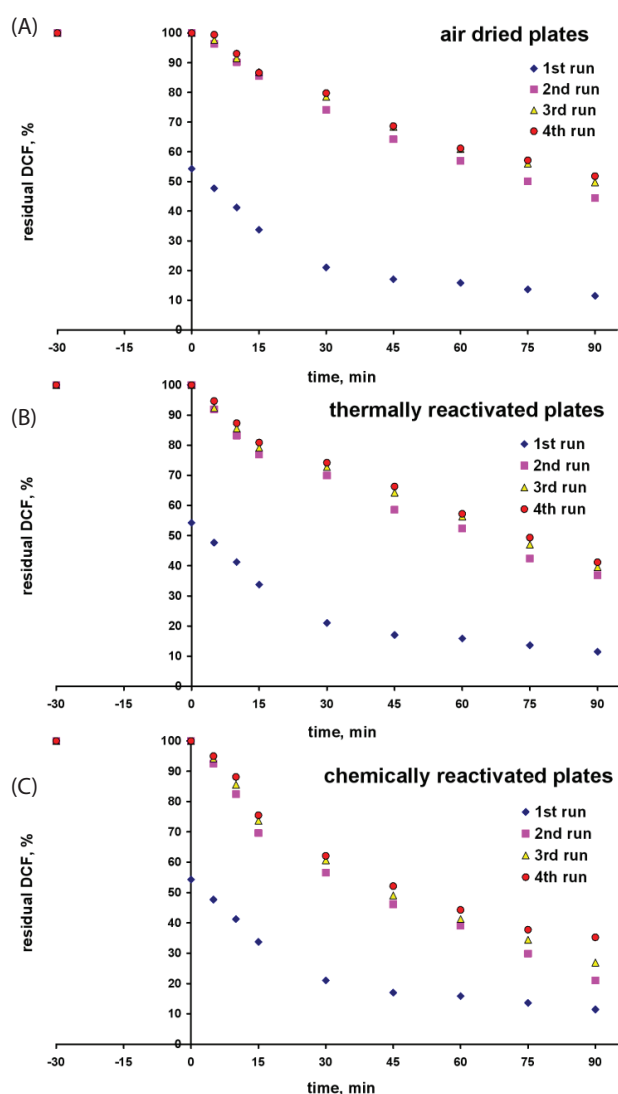 (A)
air dried plates
1st run
2nd run
3rd run
4th run
residual DCF, %
100
90
80
70
60
50
40
30
20
10
0
-30 -15 0 15 30 45 60 75 90
time, min
(B)
thermally reactivated plates
1st run
2nd run
3rd run
4th run
residual DCF, %
100
90
80
70
60
50
40
30
20
10
0
-30 -15 0 15 30 45 60 75 90
time, min
(C)
chemically reactivated plates
1st run
2nd run
3rd run
4th run
residual DCF, %
100
90
80
70
60
50
40
30
20
10
0
-30 -15 0 15 30 45 60 75 90
time, min